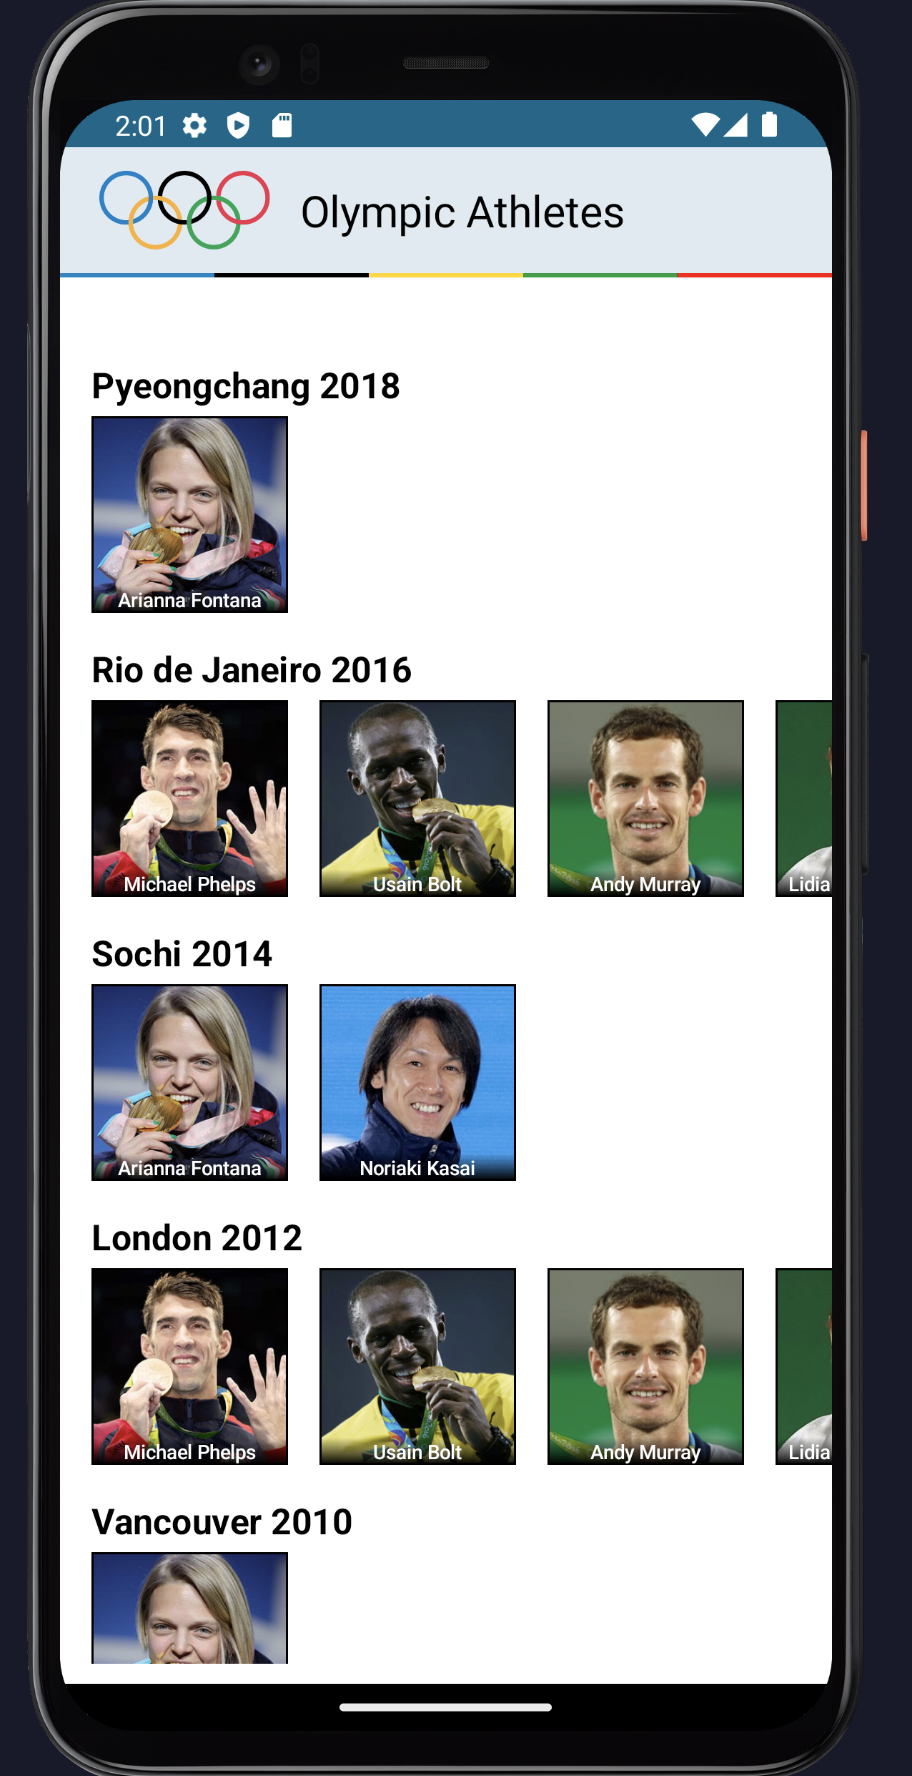 2:01
Olympic Athletes
Pyeongchang 2018
Arianna Fontana
Rio de Janeiro 2016
Michael Phelps
Usain Bolt
Andy Murray
Lidia
Sochi 2014
Arianna Fontana
Noriaki Kasai
London 2012
Michael Phelps
Usain Bolt
Andy Murray
Lidia
Vancouver 2010